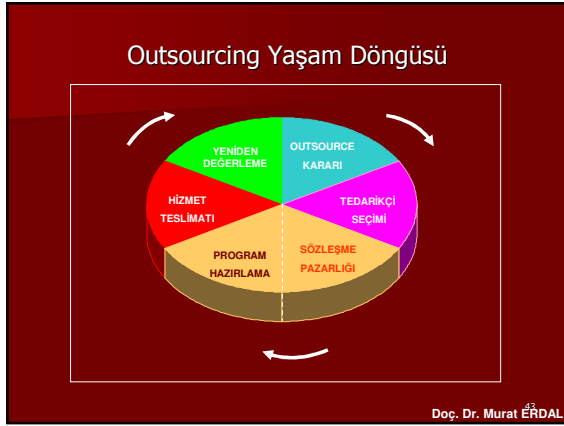 Outsourcing Yaşam Döngüsü
OUTSOURCE
KARARI
TEDARİKÇİ
SEÇİMİ
SÖZLEŞME
PAZARLIĞI
PROGRAM
HAZIRLAMA
HİZMET
TESLİMATI
YENİDEN
DEĞERLEME
43
Doç. Dr. Murat ERDAL